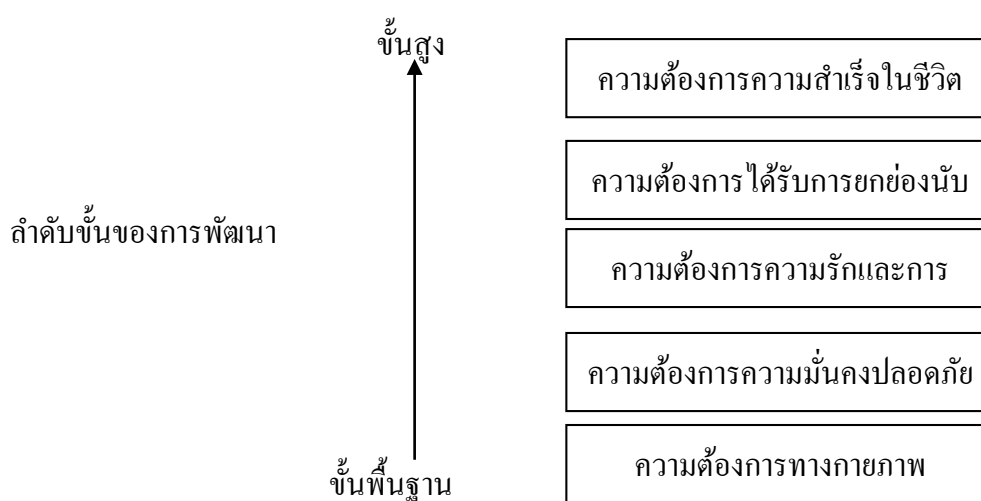 ขั้นสูง
ความต้องการความสำเร็จในชีวิต
ความต้องการได้รับการยกย่องนับ
ลำดับขั้นของการพัฒนา
ความต้องการความรักและการ
ความต้องการความมั่นคงปลอดภัย
ความต้องการทางกายภาพ
ขั้นพื้นฐาน